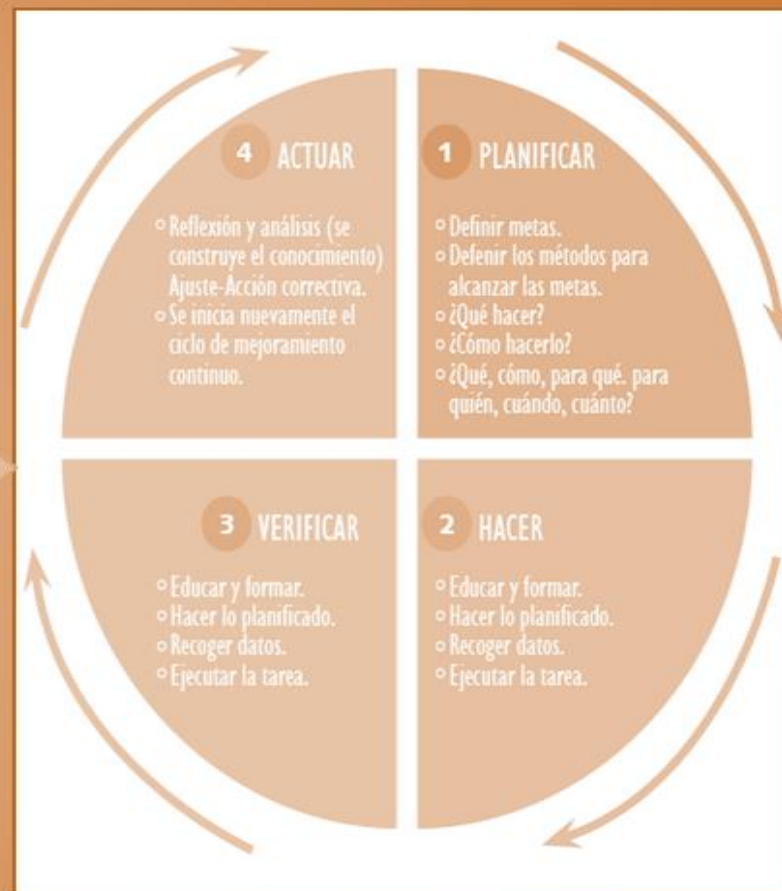 4 ACTUAR
Reflexión y análisis (se
construye el conocimiento)
Ajuste-Acción correctiva.
Se inicia nuevamente el
ciclo de mejoramiento
continuo.
1 PLANIFICAR
Definir metas.
Defenir los métodos para
alcanzar las metas.
¿Qué hacer?
¿Cómo hacerlo?
¿Qué, cómo, para qué. para
quién, cuándo, cuánto?
3 VERIFICAR
Educar y formar.
Hacer lo planificado.
Recoger datos.
Ejecutar la tarea.
2 HACER
Educar y formar.
Hacer lo planificado.
Recoger datos.
Ejecutar la tarea.